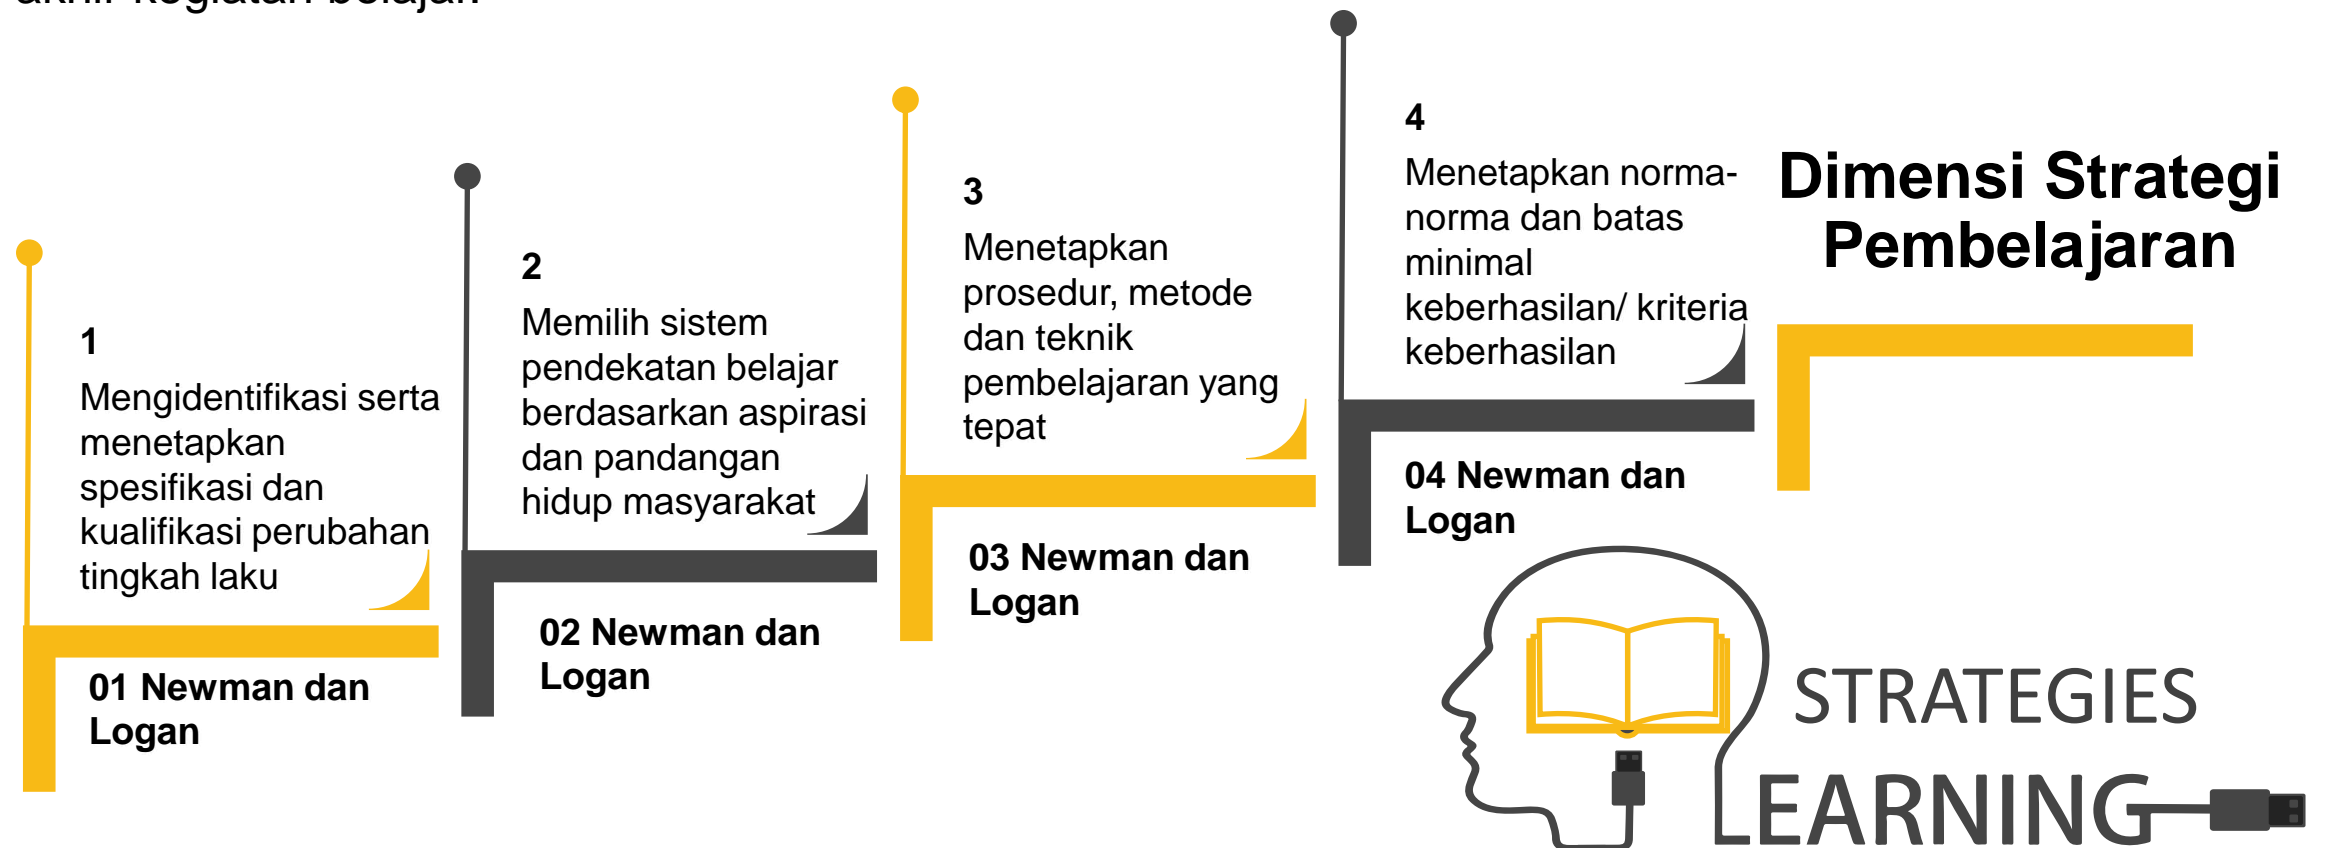 akhir kegiatan belajar.
1
Mengidentifikasi serta
menetapkan
spesifikasi dan
kualifikasi perubahan
tingkah laku
01 Newman dan
Logan
2
Memilih sistem
pendekatan belajar
berdasarkan aspirasi
dan pandangan
hidup masyarakat
02 Newman dan
Logan
3
Menetapkan
prosedur, metode
dan teknik
pembelajaran yang
tepat
03 Newman dan
Logan
4
Menetapkan norma-
norma dan batas
minimal
keberhasilan/ kriteria
keberhasilan
04 Newman dan
Logan
Dimensi Strategi
Pembelajaran
STRATEGIES
LEARNING